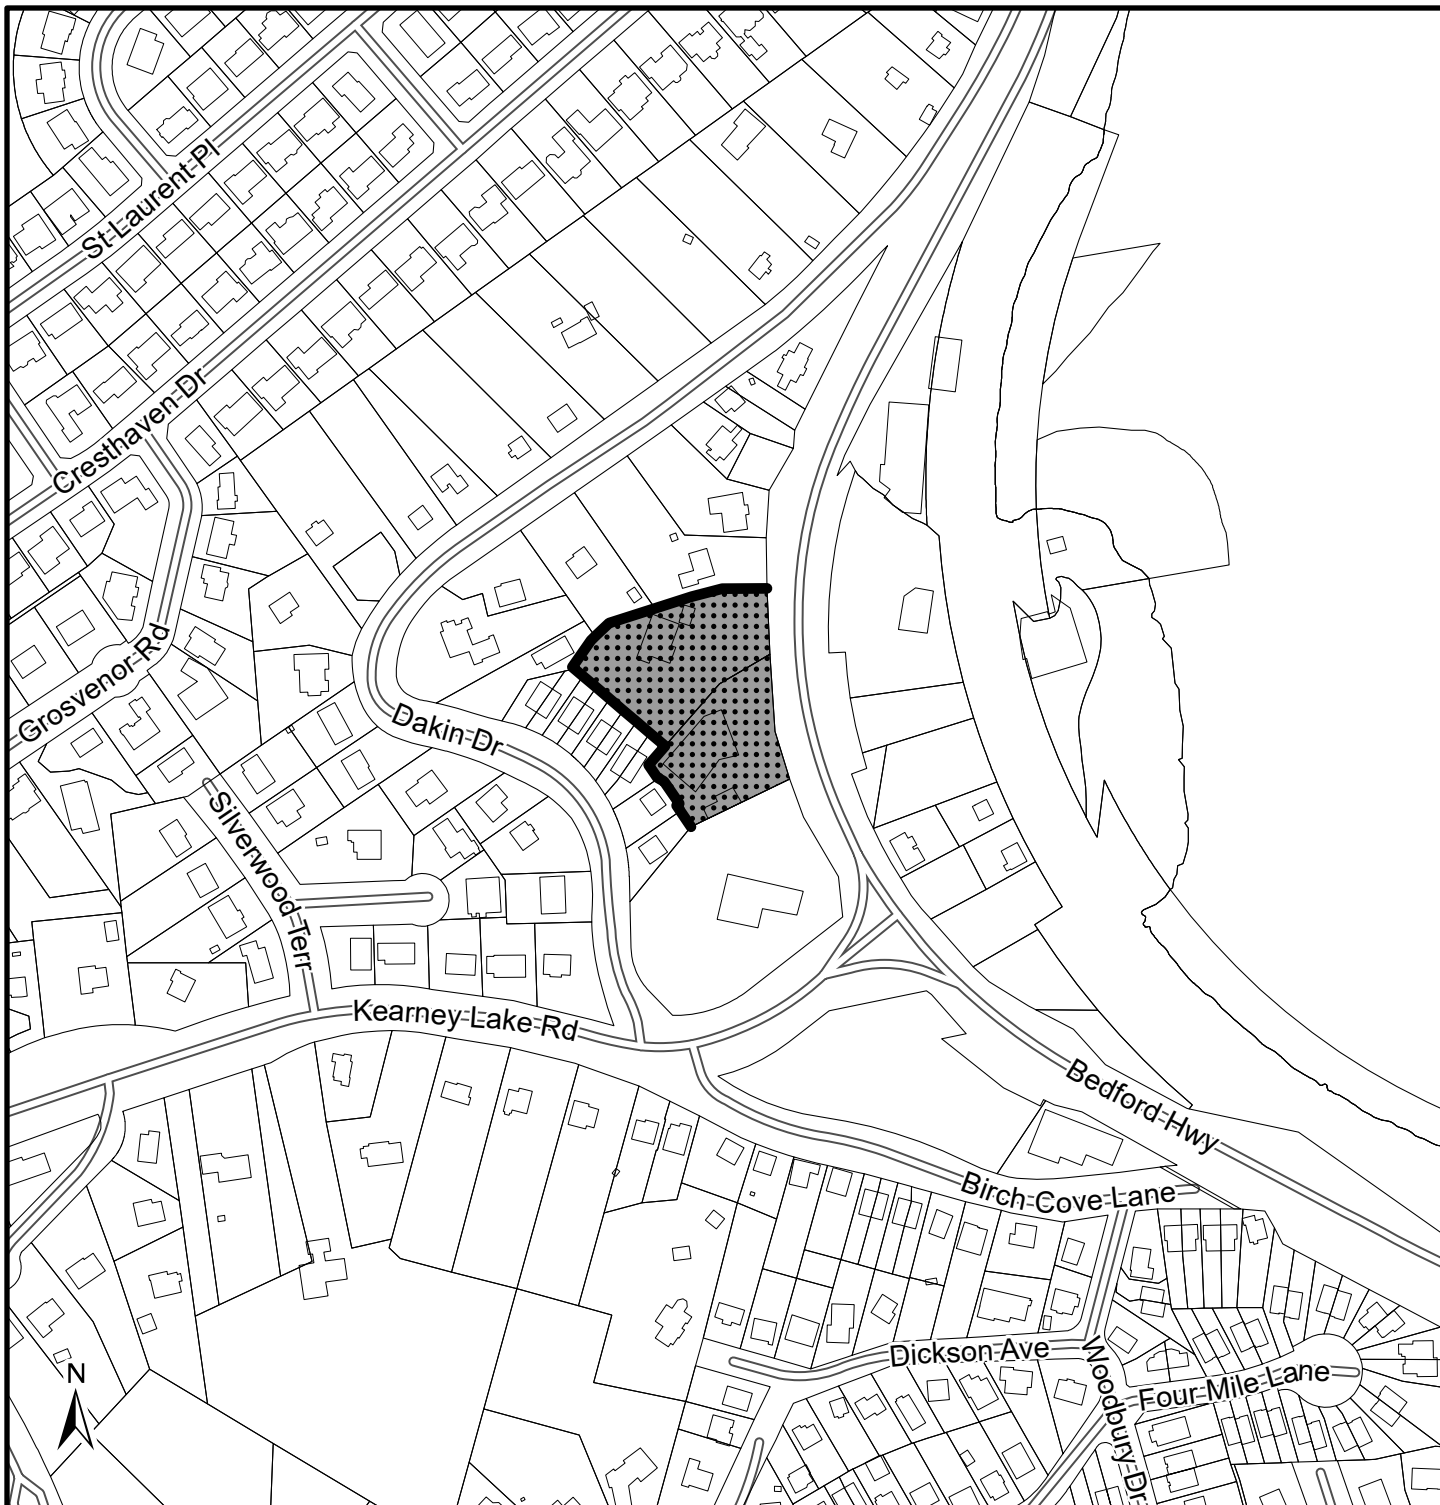 St Laurent Pl
Cresthaven Dr
Grosvenor Rd
Dakin Dr
Silverwood Terr
Kearney Lake Rd
Bedford Hwy
Birch Cove Lane
Dickson Ave
Woodbury Dr
Four Mile Lane
N